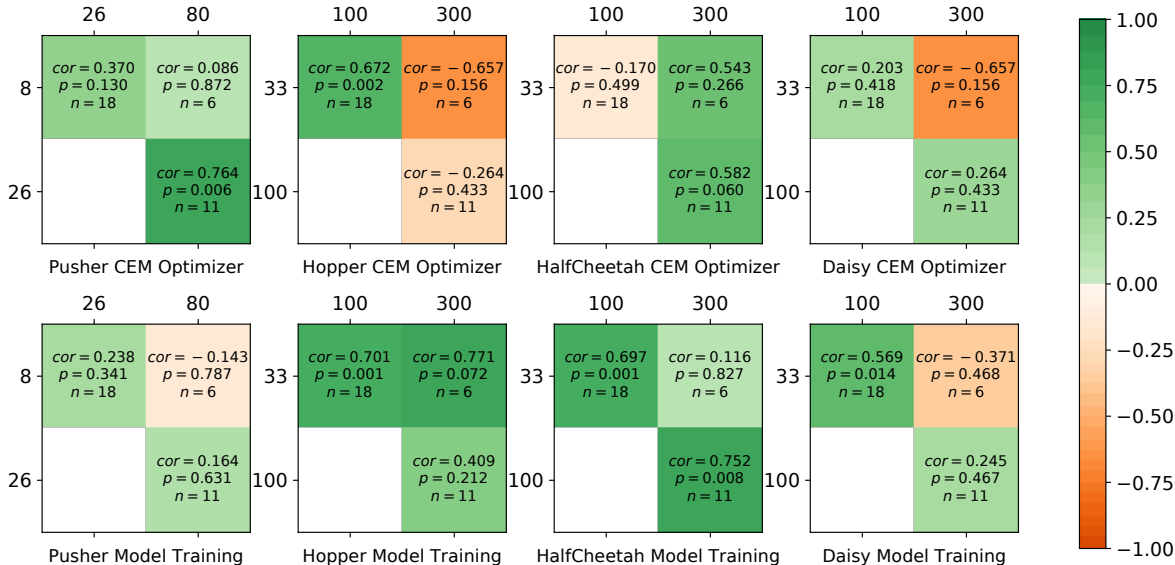 26 80 100 300 100 300 100 300 1.00
cor = 0.370 cor = 0.086 cor = 0.672 cor = −0.657 cor = −0.170 cor = 0.543 cor = 0.203 cor = −0.657
8 p = 0.130 p = 0.872 33 p = 0.002 p = 0.156 33 p = 0.499 p = 0.266 33 p = 0.418 p = 0.156 0.75
n = 18 n = 6 n = 18 n = 6 n = 18 n = 6 n = 18 n = 6
0.50
cor = 0.764 cor = −0.264 cor = 0.582 cor = 0.264
26 p = 0.006 100 p = 0.433 100 p = 0.060 100 p = 0.433 0.25
n = 11 n = 11 n = 11 n = 11
Pusher CEM Optimizer Hopper CEM Optimizer HalfCheetah CEM Optimizer Daisy CEM Optimizer 0.00
26 80 100 300 100 300 100 300
cor = 0.238 cor = −0.143 cor = 0.701 cor = 0.771 cor = 0.697 cor = 0.116 cor = 0.569 cor = −0.371 −0.25
8 p = 0.341 p = 0.787 33 p = 0.001 p = 0.072 33 p = 0.001 p = 0.827 33 p = 0.014 p = 0.468
n = 18 n = 6 n = 18 n = 6 n = 18 n = 6 n = 18 n = 6
−0.50
cor = 0.164 cor = 0.409 cor = 0.752 cor = 0.245
26 p = 0.631 100 p = 0.212 100 p = 0.008 100 p = 0.467 −0.75
n = 11 n = 11 n = 11 n = 11
Pusher Model Training Hopper Model Training HalfCheetah Model Training Daisy Model Training −1.00